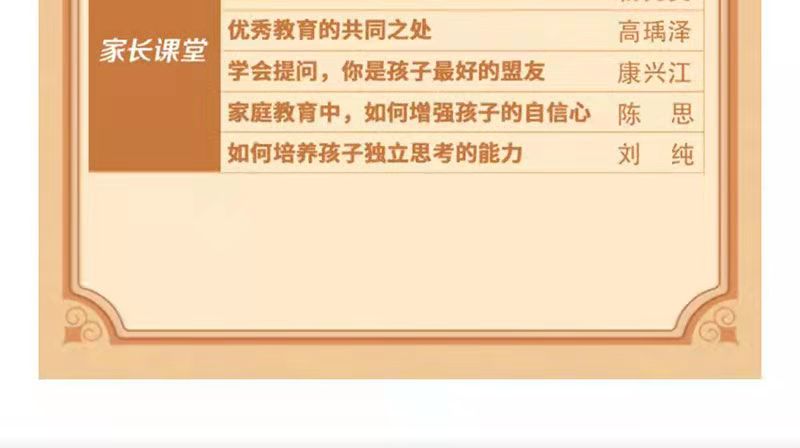 优秀教育的共同之处 高瑀泽
家长课堂
学会提问，你是孩子最好的盟友 康兴江
家庭教育中，如何增强孩子的自信心 陈 思
如何培养孩子独立思考的能力 刘 纯